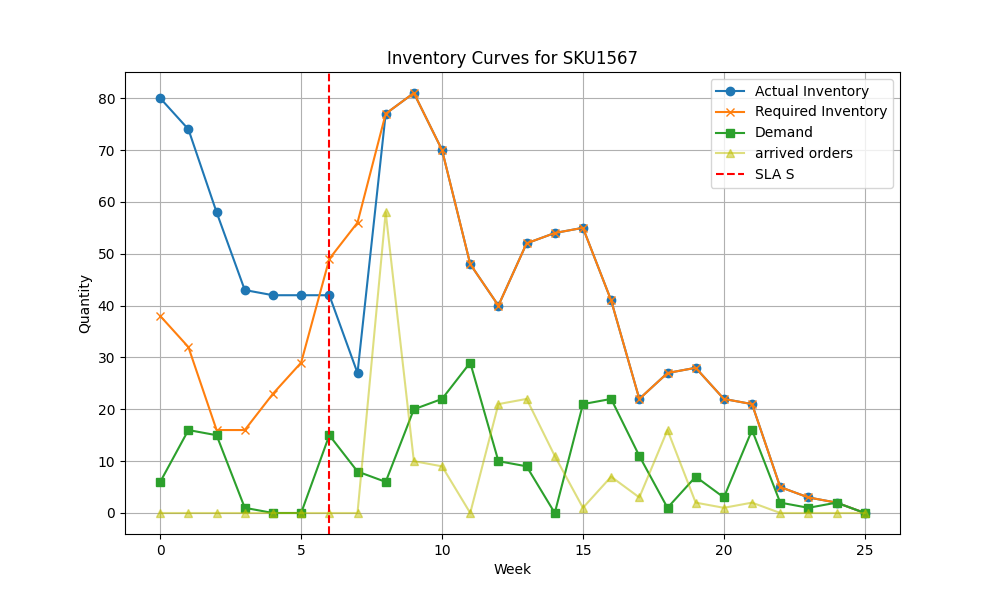 Inventory Curves for SKU1567
Actual Inventory
Required Inventory
Demand
arrived orders
SLA S
Quantity
80
70
60
50
40
30
20
10
0
0 5 10 15 20 25
Week